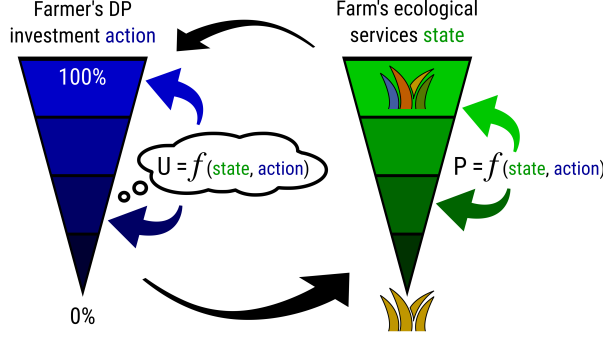 Farmer's DP
investment action
Farm's ecological
services state
100%
U = f (state, action)
P = f (state, action)
0%